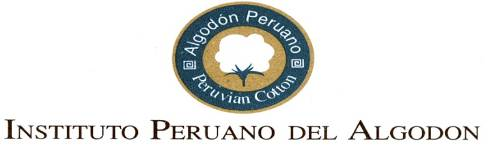 Algodón Peruano
Peruvian Cotton
INSTITUTO PERUANO DEL ALGODON